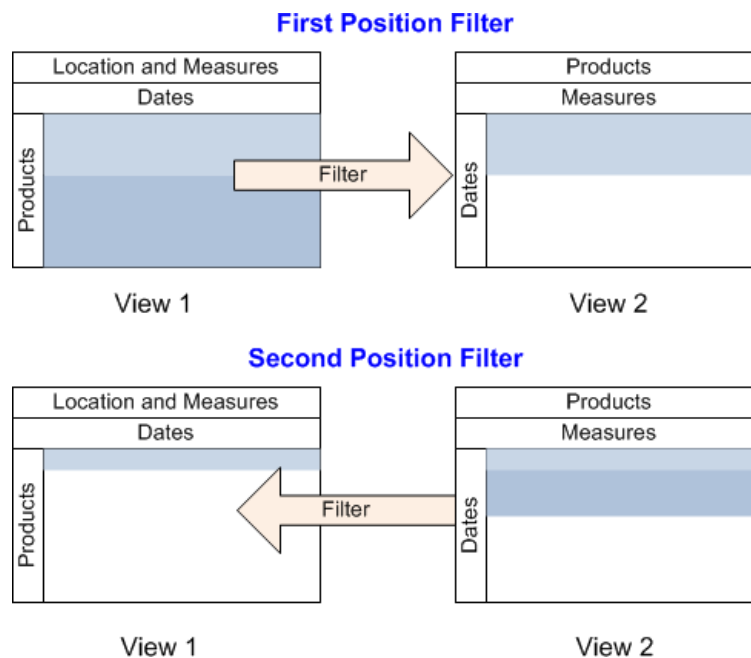 First Position Filter
Location and Measures
Dates
Products
Filter
Products
Measures
Dates
View 1
View 2
Second Position Filter
Location and Measures
Dates
Products
Filter
Products
Measures
Dates
View 1
View 2